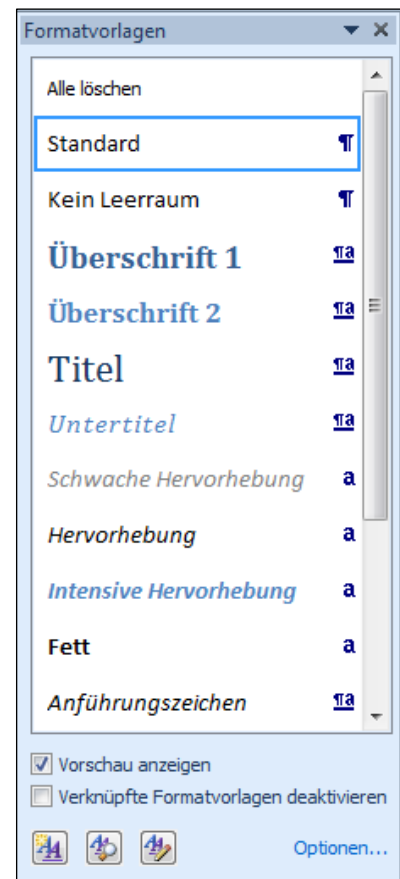 Formatvorlagen
Alle löschen
Standard ¶
Kein Leerraum ¶
Überschrift 1 ¶a
Überschrift 2 ¶a
Titel ¶a
Untertitel ¶a
Schwache Hervorhebung a
Hervorhebung a
Intensive Hervorhebung a
Fett a
Anführungszeichen ¶a
Vorschau anzeigen
Verknüpfte Formatvorlagen deaktivieren
Optionen...